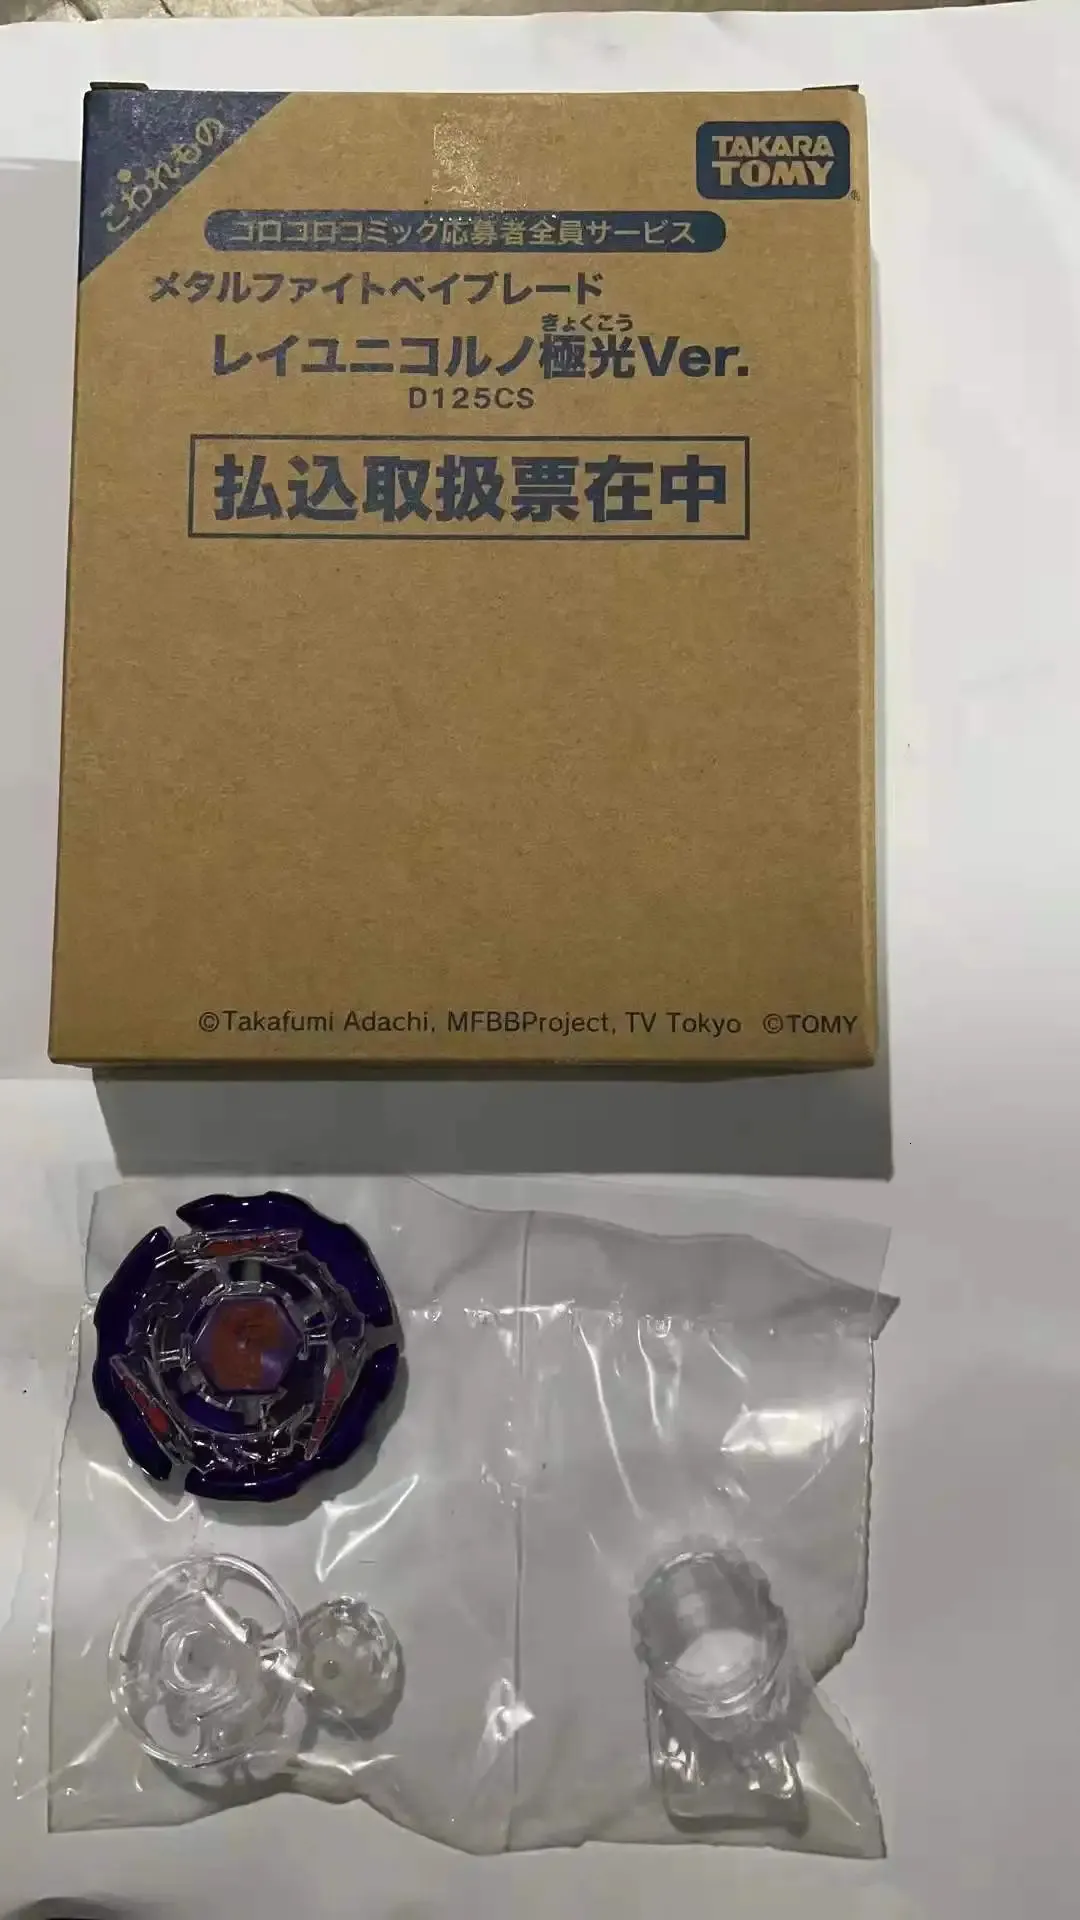 こわれもの
TAKARA
TOMY
®
コロコロコミック応募者全員サービス
メタルファイトベイブレード
きょくこう
レイユニコルノ極光Ver.
D125CS
払込取扱票在中
©Takafumi Adachi, MFBBProject, TV Tokyo ©TOMY